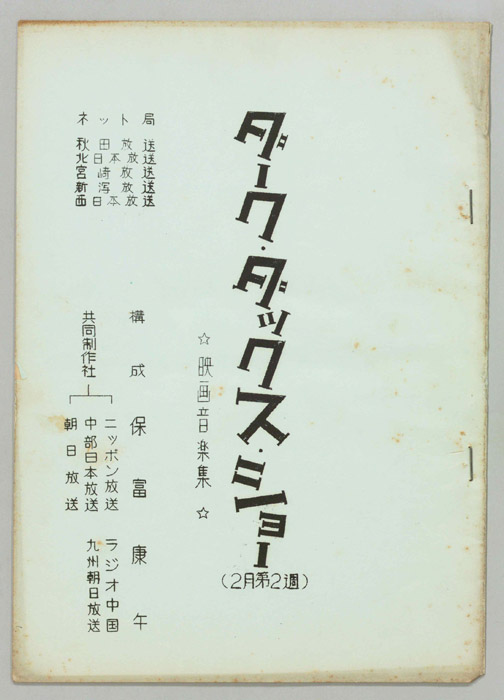 ダーク・ダックス・ショー
(2月第2週)
☆映画音楽集☆
構成 保富康午
共同制作社
ニッポン放送
中部日本放送
朝日放送
ラジオ中国
九州朝日放送
ネット局
秋田放送
北日本放送
宮崎放送
新潟放送
西日本放送